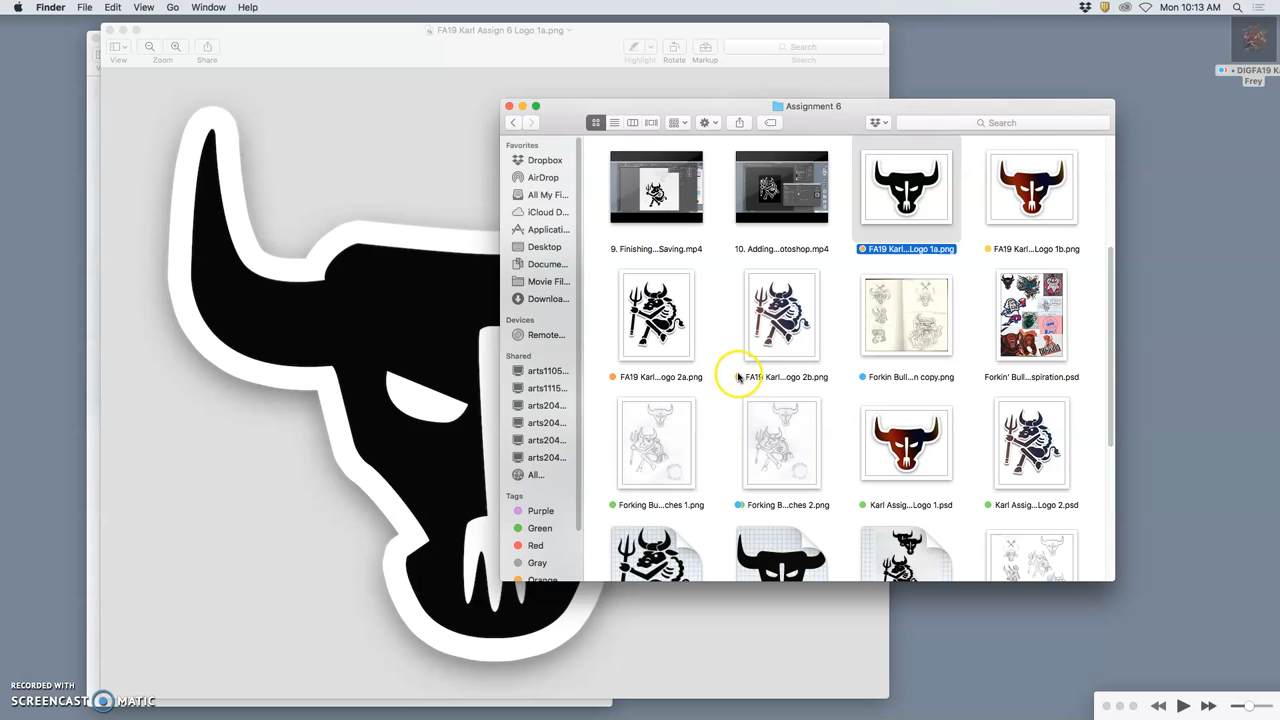 Finder File Edit View Go Window Help
Mon 10:13 AM
FA19 Karl Assign 6 Logo 1a.png
View Zoom Share
Highlight Rotate Markup
Search
Search
DIGFA19 K
Frey
Assignment 6
Search
Favorites
Dropbox
AirDrop
All My Fi...
iCloud D...
Applicati...
Desktop
Docume...
Movie Fil...
Downloa...
Devices
Remote...
Shared
arts1105...
arts1115...
arts204...
arts204...
arts204...
arts204...
All...
Tags
Purple
Green
Red
Gray
Orange
9. Finishing...Saving.mp4
10. Adding...otoshop.mp4
FA19 Karl...Logo 1a.png
FA19 Karl...Logo 1b.png
FA19 Karl...ogo 2a.png
FA19 Karl...ogo 2b.png
Forkin Bull...n copy.png
Forkin' Bull...spiration.psd
Forking Bu...ches 1.png
Forking B...ches 2.png
Karl Assig...Logo 1.psd
Karl Assig...Logo 2.psd
RECORDED WITH
SCREENCAST MATIC